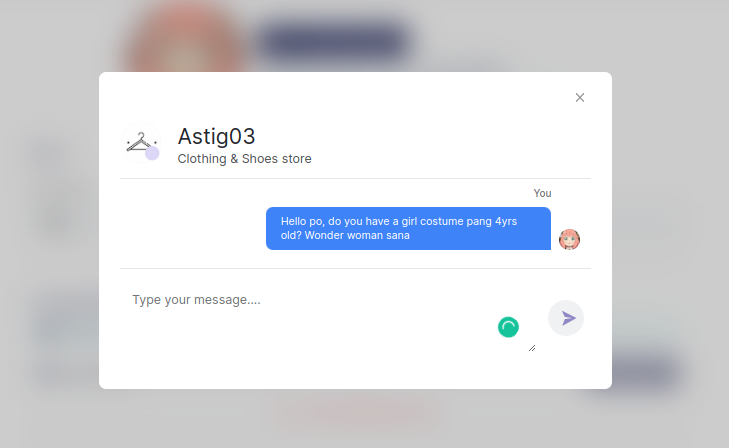 Astig03
Clothing & Shoes store
You
Hello po, do you have a girl costume pang 4yrs
old? Wonder woman sana
Type your message....